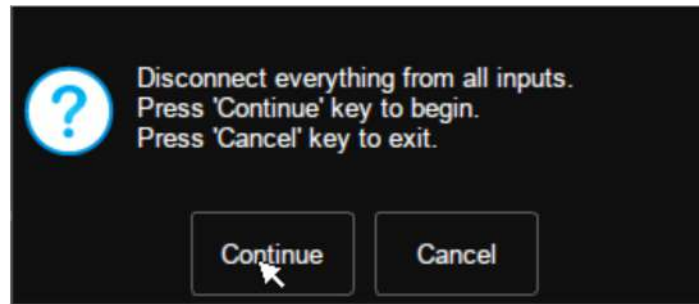 Disconnect everything from all inputs.
Press 'Continue' key to begin.
Press 'Cancel' key to exit.
Continue
Cancel